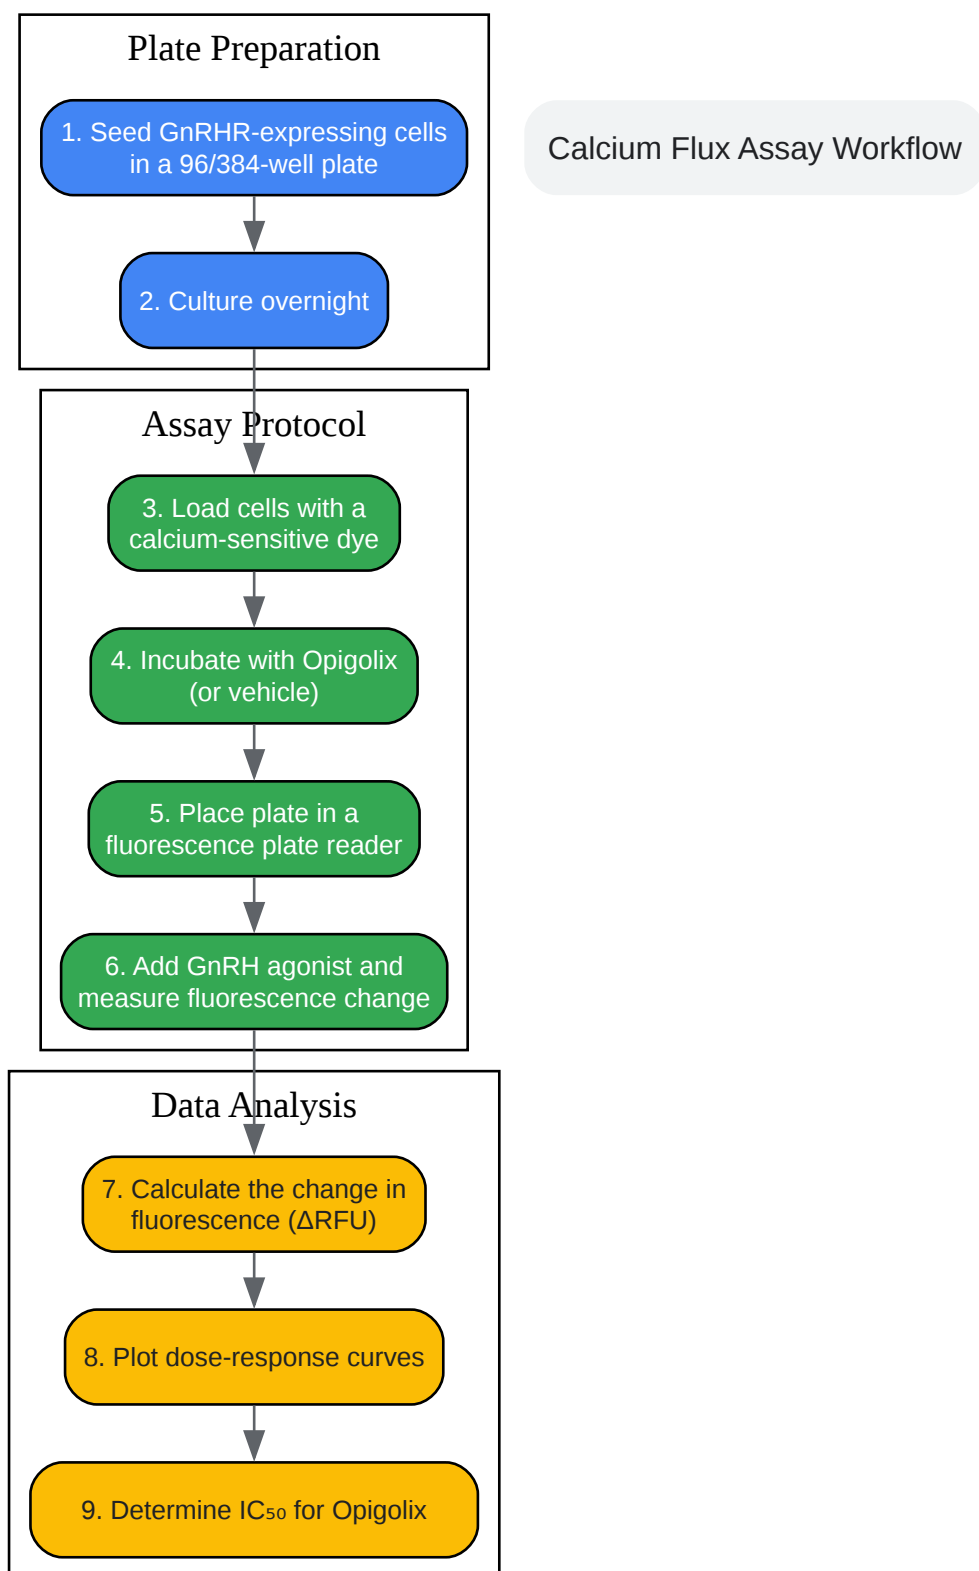 Plate Preparation
1. Seed GnRHR-expressing cells
in a 96/384-well plate
Calcium Flux Assay Workflow
2. Culture overnight
Assay Protocol
3. Load cells with a
calcium-sensitive dye
4. Incubate with Opigolix
(or vehicle)
5. Place plate in a
fluorescence plate reader
6. Add GnRH agonist and
measure fluorescence change
Data Analysis
7. Calculate the change in
fluorescence (ΔRFU)
8. Plot dose-response curves
9. Determine IC₅₀ for Opigolix